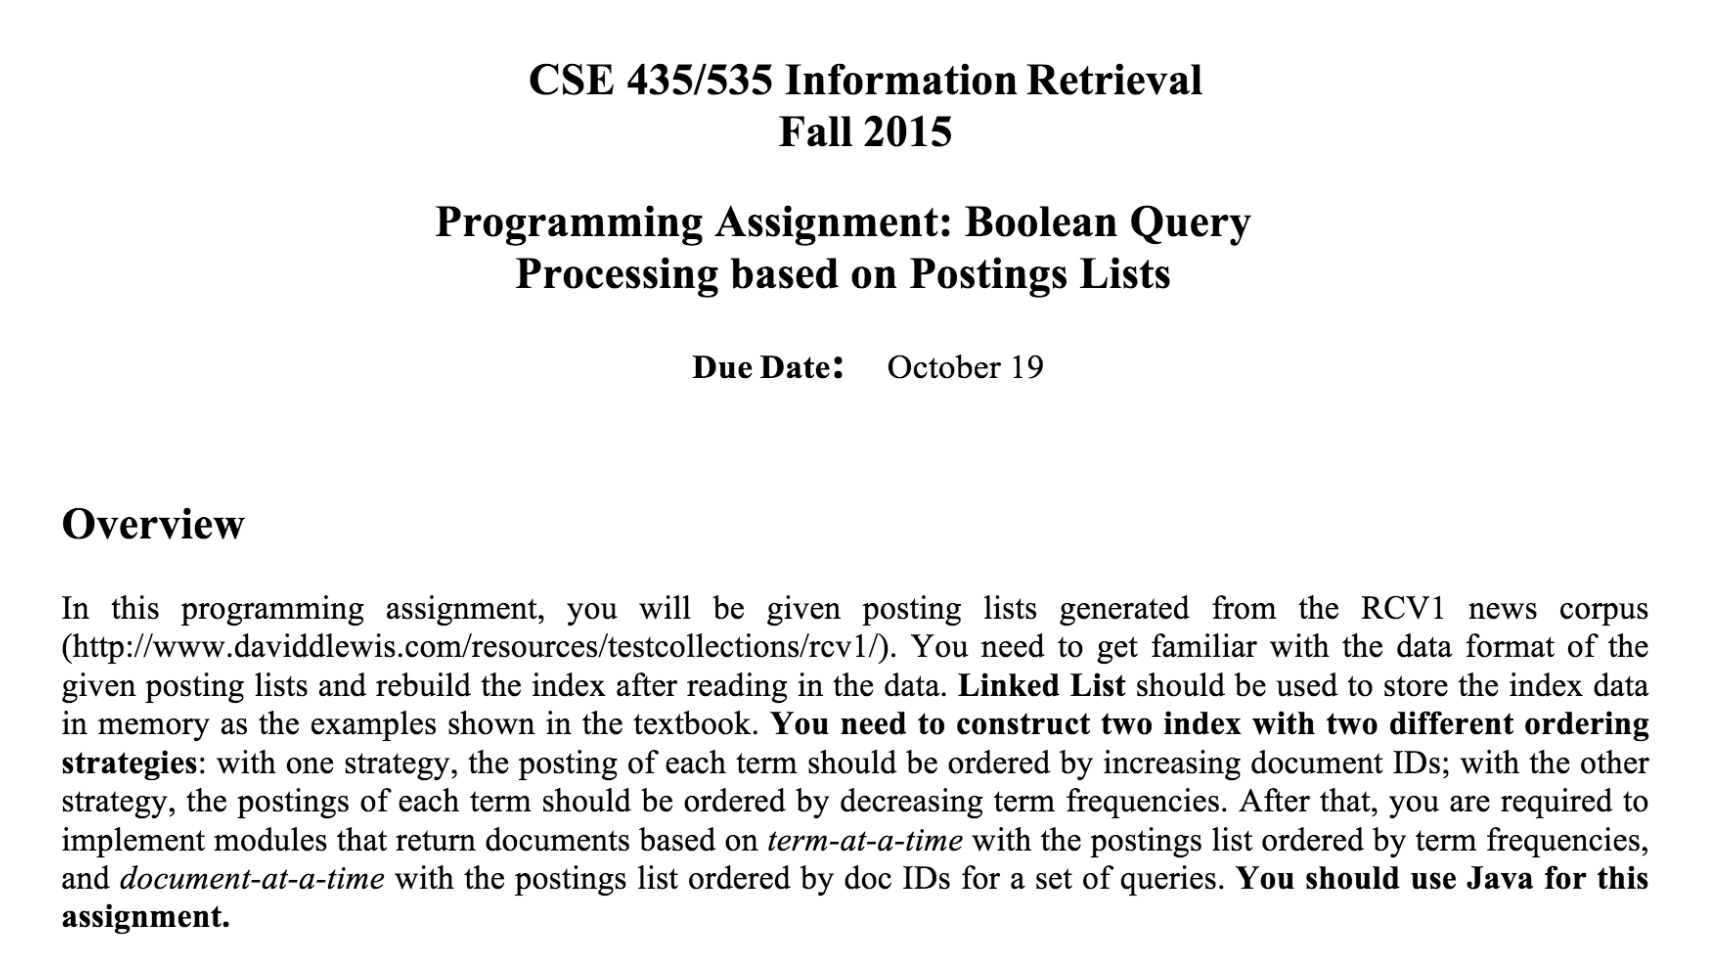 CSE 435/535 Information Retrieval
Fall 2015
Programming Assignment: Boolean Query
Processing based on Postings Lists
Due Date: October 19
Overview
In this programming assignment, you will be given posting lists generated from the RCV1 news corpus
(http://www.daviddlewis.com/resources/testcollections/rcv1/). You need to get familiar with the data format of the
given posting lists and rebuild the index after reading in the data. Linked List should be used to store the index data
in memory as the examples shown in the textbook. You need to construct two index with two different ordering
strategies: with one strategy, the posting of each term should be ordered by increasing document IDs; with the other
strategy, the postings of each term should be ordered by decreasing term frequencies. After that, you are required to
implement modules that return documents based on term-at-a-time with the postings list ordered by term frequencies,
and document-at-a-time with the postings list ordered by doc IDs for a set of queries. You should use Java for this
assignment.